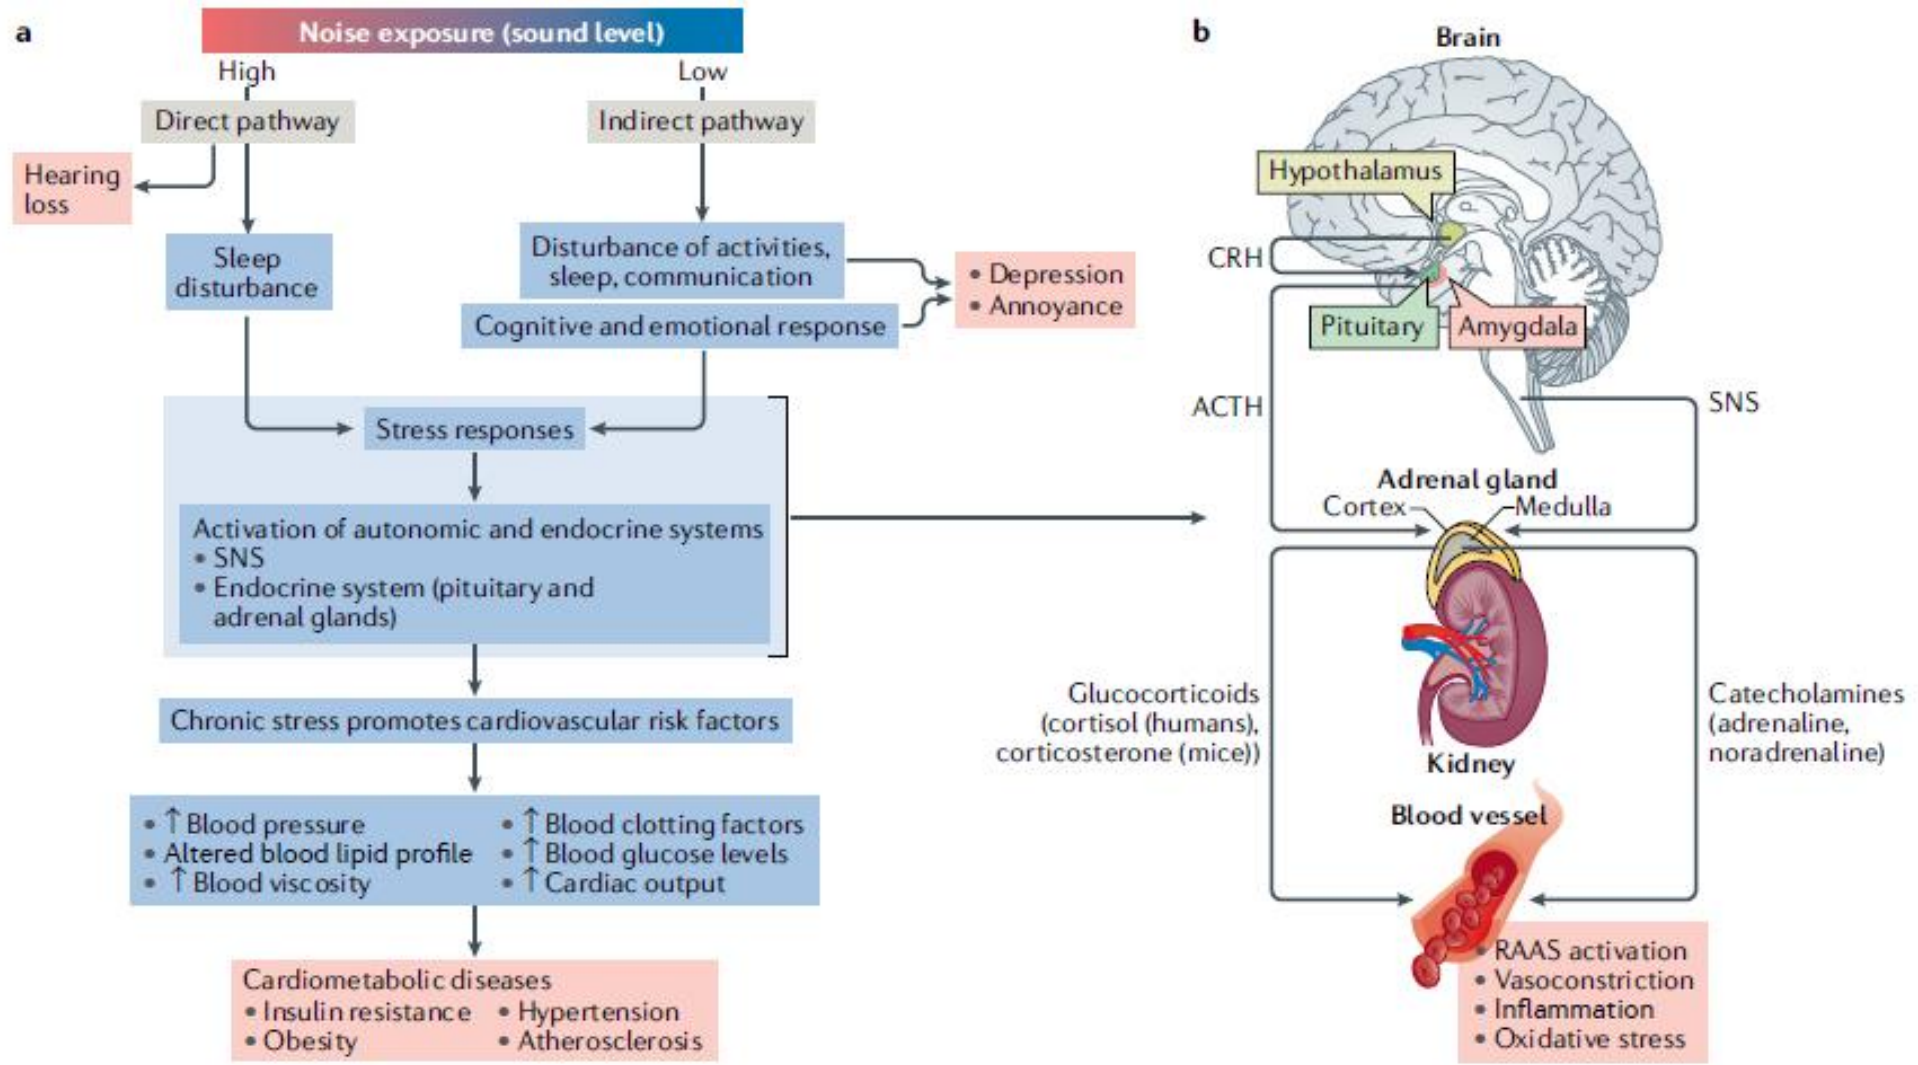 a
Noise exposure (sound level)
High
Low
Direct pathway
Indirect pathway
Hearing
loss
Sleep
disturbance
Disturbance of activities,
sleep, communication
Cognitive and emotional response
• Depression
• Annoyance
Stress responses
Activation of autonomic and endocrine systems
• SNS
• Endocrine system (pituitary and
adrenal glands)
Chronic stress promotes cardiovascular risk factors
• ↑ Blood pressure
• Altered blood lipid profile
• ↑ Blood viscosity
• ↑ Blood clotting factors
• ↑ Blood glucose levels
• ↑ Cardiac output
Cardiometabolic diseases
• Insulin resistance
• Obesity
• Hypertension
• Atherosclerosis
b
Brain
Hypothalamus
CRH
Pituitary
Amygdala
ACTH
SNS
Adrenal gland
Cortex
Medulla
Glucocorticoids
(cortisol (humans),
corticosterone (mice))
Catecholamines
(adrenaline,
noradrenaline)
Kidney
Blood vessel
• RAAS activation
• Vasoconstriction
• Inflammation
• Oxidative stress